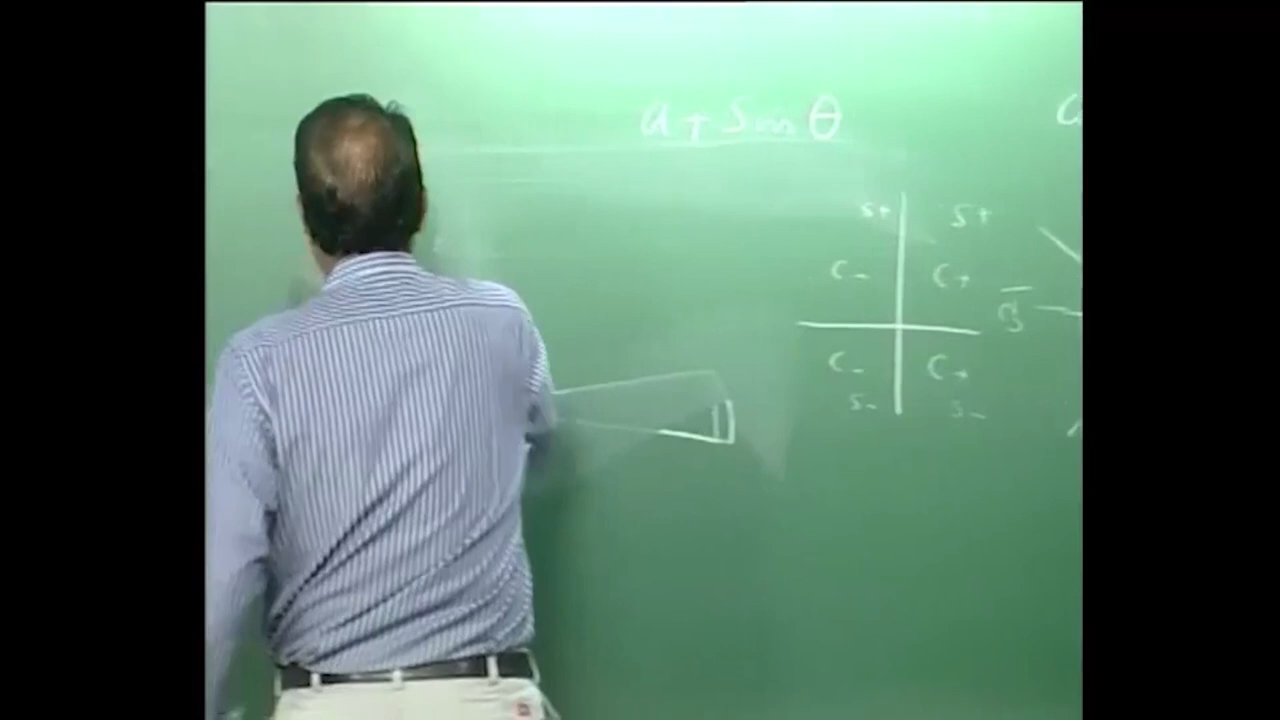 a + Sin θ
S+ S+
C- C+
C- C+
S- S-